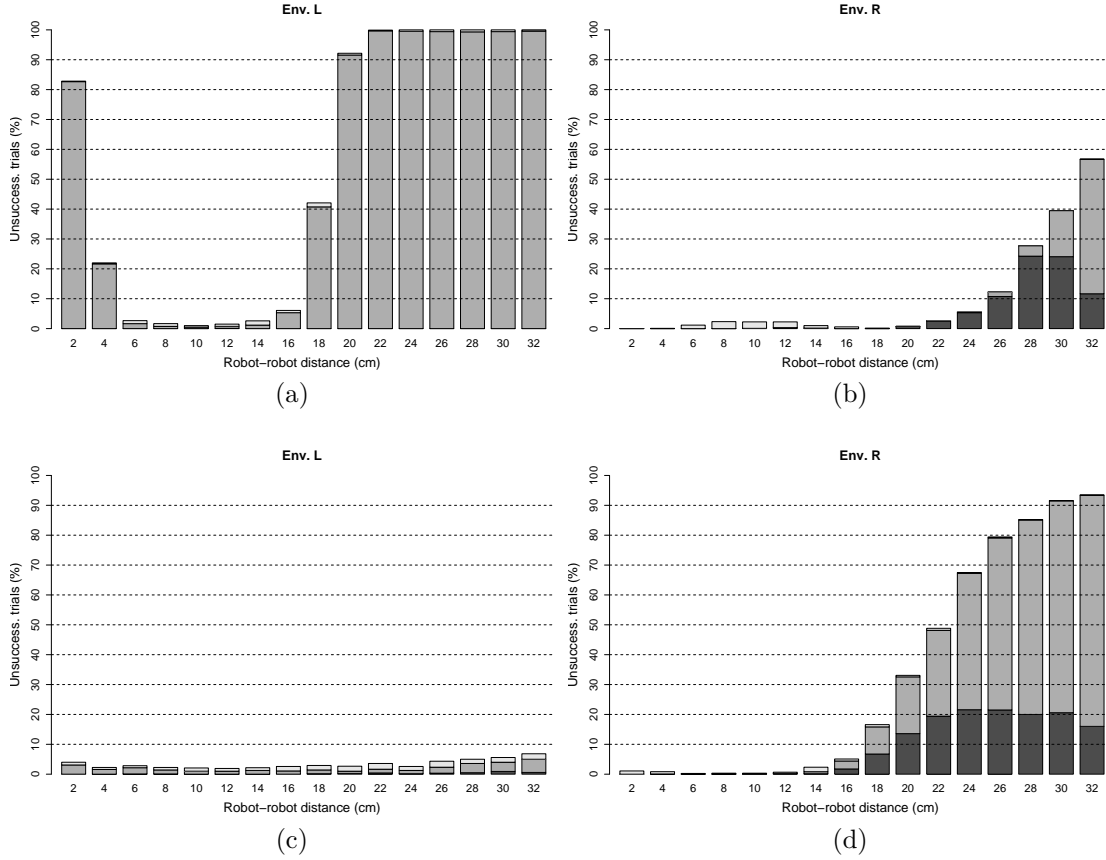 Env. L
Unsuccess. trials (%)
0 10 20 30 40 50 60 70 80 90 100
2 4 6 8 10 12 14 16 18 20 22 24 26 28 30 32
Robot−robot distance (cm)
(a)
Env. R
Unsuccess. trials (%)
0 10 20 30 40 50 60 70 80 90 100
2 4 6 8 10 12 14 16 18 20 22 24 26 28 30 32
Robot−robot distance (cm)
(b)
Env. L
Unsuccess. trials (%)
0 10 20 30 40 50 60 70 80 90 100
2 4 6 8 10 12 14 16 18 20 22 24 26 28 30 32
Robot−robot distance (cm)
(c)
Env. R
Unsuccess. trials (%)
0 10 20 30 40 50 60 70 80 90 100
2 4 6 8 10 12 14 16 18 20 22 24 26 28 30 32
Robot−robot distance (cm)
(d)